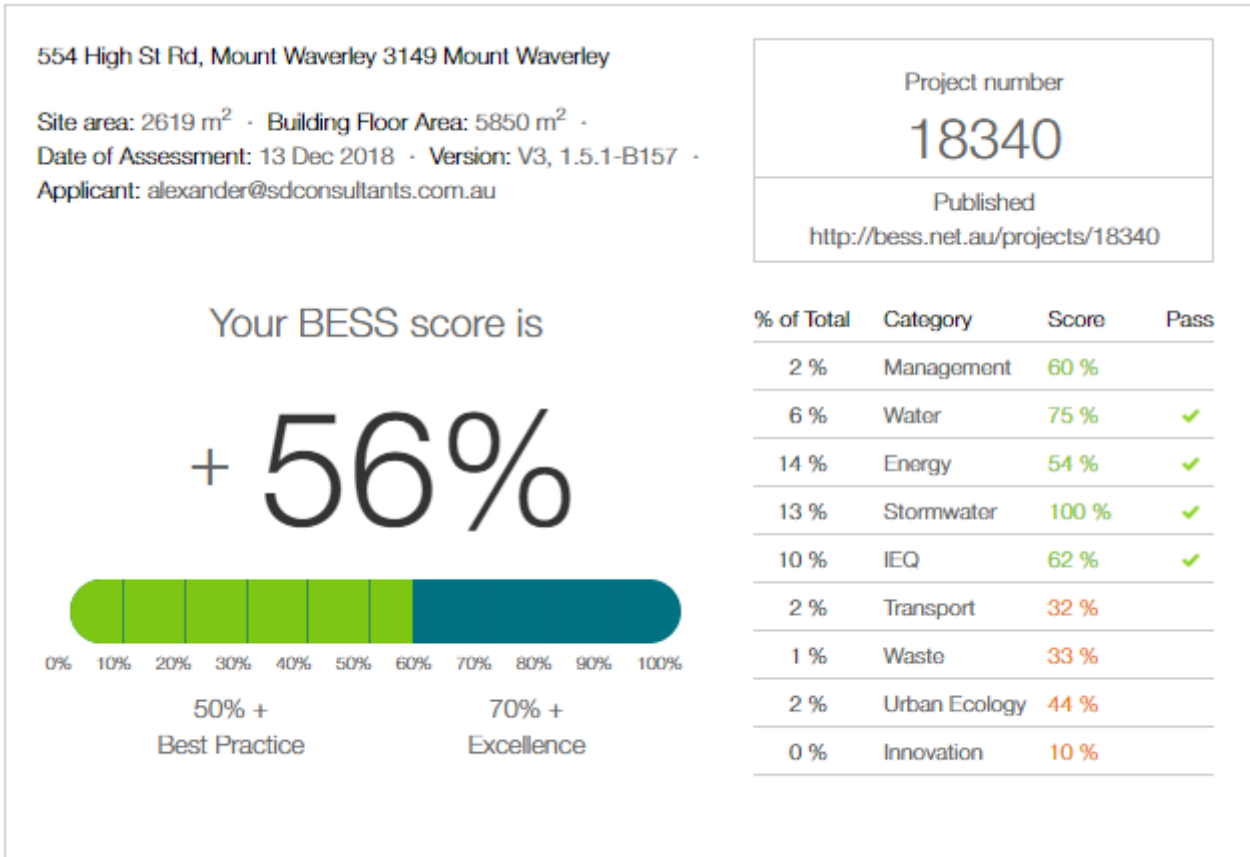 554 High St Rd, Mount Waverley 3149 Mount Waverley
Site area: 2619 m² · Building Floor Area: 5850 m² ·
Date of Assessment: 13 Dec 2018 · Version: V3, 1.5.1-B157 ·
Applicant: alexander@sdconsultants.com.au
Project number
18340
Published
http://bess.net.au/projects/18340
Your BESS score is
+ 56%
0% 10% 20% 30% 40% 50% 60% 70% 80% 90% 100%
50% +
Best Practice
70% +
Excellence
% of Total Category Score Pass
2 % Management 60 %
6 % Water 75 % ✔
14 % Energy 54 % ✔
13 % Stormwater 100 % ✔
10 % IEQ 62 % ✔
2 % Transport 32 %
1 % Waste 33 %
2 % Urban Ecology 44 %
0 % Innovation 10 %